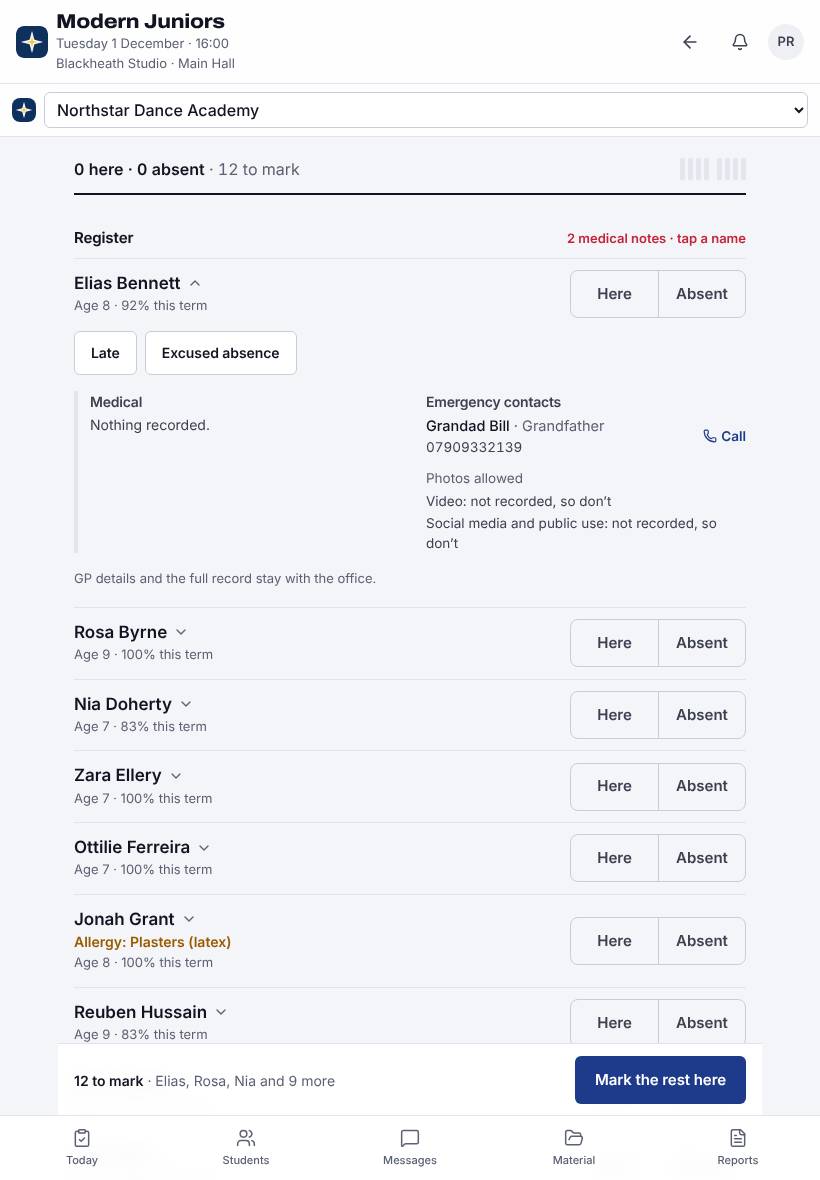 Modern Juniors
Tuesday 1 December · 16:00
Blackheath Studio · Main Hall
PR
Northstar Dance Academy
0 here · 0 absent · 12 to mark
Register
2 medical notes · tap a name
Elias Bennett
Age 8 · 92% this term
Here
Absent
Late
Excused absence
Medical
Nothing recorded.
Emergency contacts
Grandad Bill · Grandfather
07909332139
Call
Photos allowed
Video: not recorded, so don’t
Social media and public use: not recorded, so
don’t
GP details and the full record stay with the office.
Rosa Byrne
Age 9 · 100% this term
Here
Absent
Nia Doherty
Age 7 · 83% this term
Here
Absent
Zara Ellery
Age 7 · 100% this term
Here
Absent
Ottilie Ferreira
Age 7 · 100% this term
Here
Absent
Jonah Grant
Allergy: Plasters (latex)
Age 8 · 100% this term
Here
Absent
Reuben Hussain
Age 9 · 83% this term
Here
Absent
12 to mark · Elias, Rosa, Nia and 9 more
Mark the rest here
Today
Students
Messages
Material
Reports